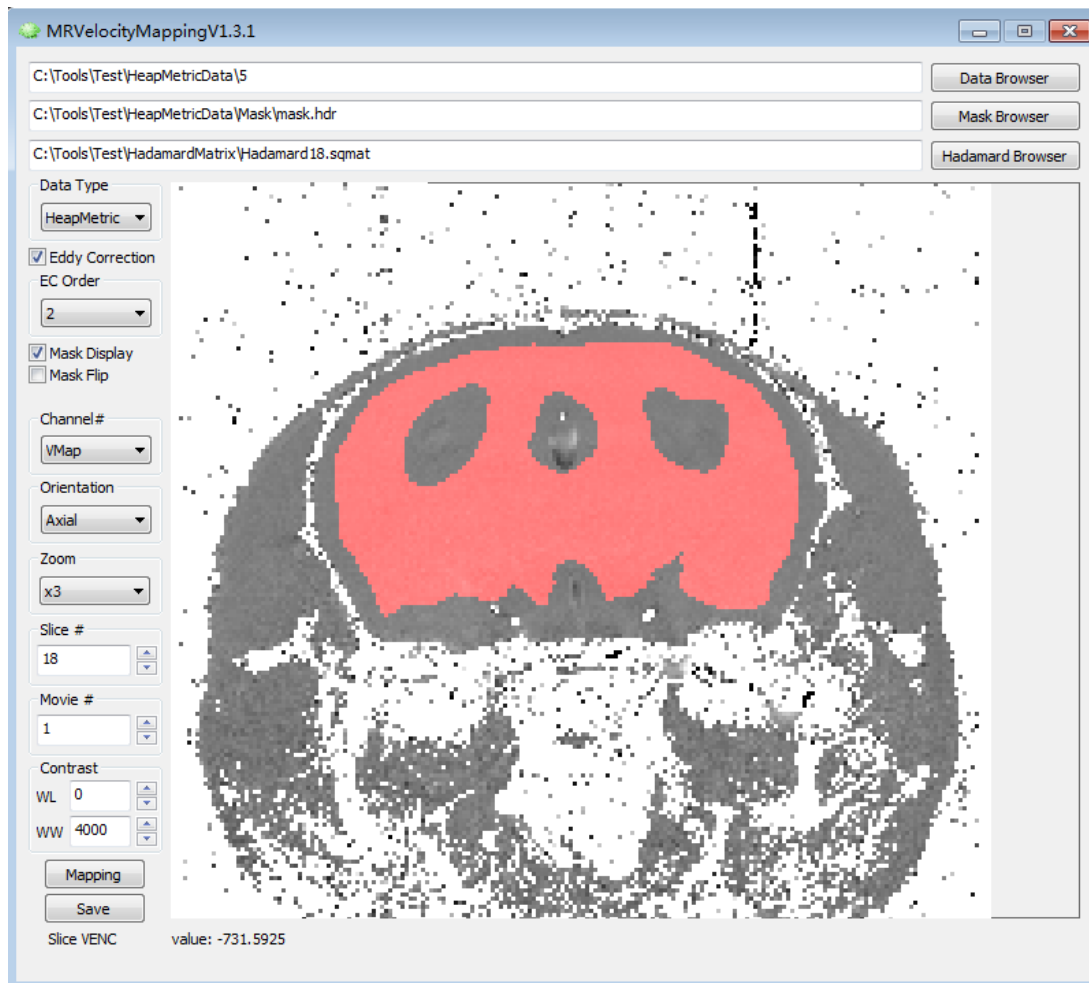 MRVelocityMappingV1.3.1
C:\Tools\Test\HeapMetricData\5
Data Browser
C:\Tools\Test\HeapMetricData\Mask\mask.hdr
Mask Browser
C:\Tools\Test\HadamardMatrix\Hadamard18.sqmat
Hadamard Browser
Data Type
HeapMetric
Eddy Correction
EC Order
2
Mask Display
Mask Flip
Channel#
VMap
Orientation
Axial
Zoom
x3
Slice #
18
Movie #
1
Contrast
WL 0
WW 4000
Mapping
Save
Slice VENC value: -731.5925